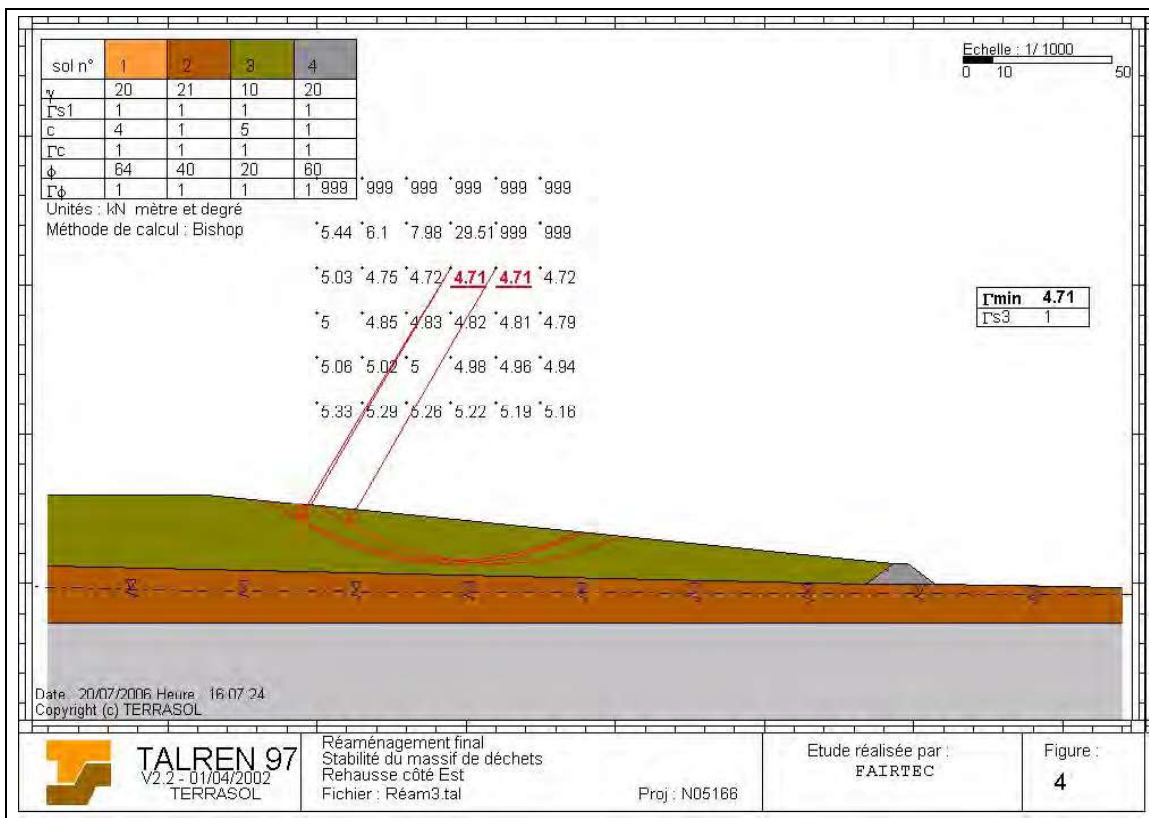 sol n° 1 2 3 4
γ 20 21 10 20
Γs1 1 1 1 1
c 4 1 5 1
Γc 1 1 1 1
φ 64 40 20 60
Γφ 1 1 1 1
Unités : kN mètre et degré
Méthode de calcul : Bishop
Echelle : 1/ 1000
0 10 50
999 999 999 999 999 999
5.44 6.1 7.98 29.51 999 999
5.03 4.75 4.72 4.71 4.71 4.72
5 4.85 4.83 4.82 4.81 4.79
5.06 5.02 5 4.98 4.96 4.94
5.33 5.29 5.26 5.22 5.19 5.16
Γmin 4.71
Γs3 1
Date 20/07/2006 Heure 16:07:24
Copyright (c) TERRASOL
TALREN 97
V2.2 - 01/04/2002
TERRASOL
Réaménagement final
Stabilité du massif de déchets
Rehausse côté Est
Fichier : Réam3.tal Proj : N05166
Etude réalisée par :
FAIRTEC
Figure :
4